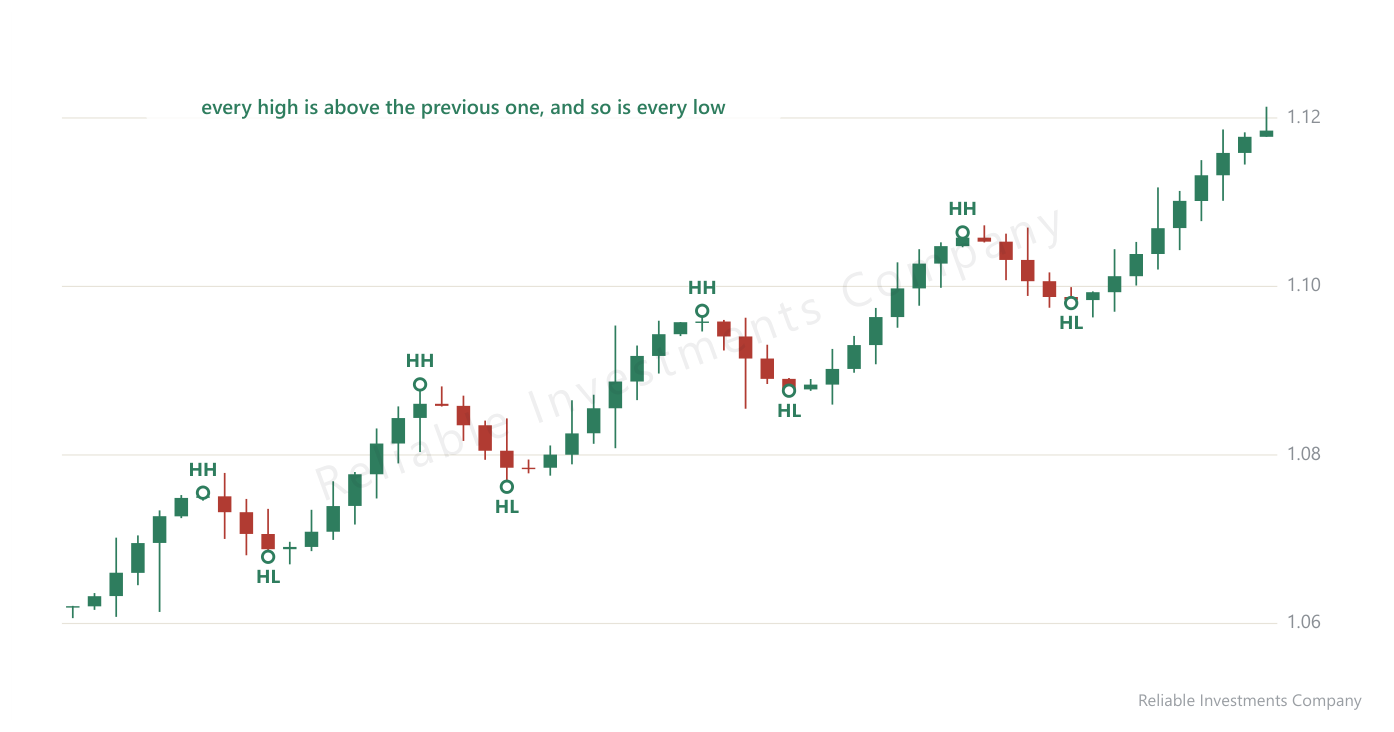 every high is above the previous one, and so is every low
1.12
HH
1.10
HH
HL
HH
HL
1.08
HH
HL
HL
1.06
Reliable Investments Company
Reliable Investments Company